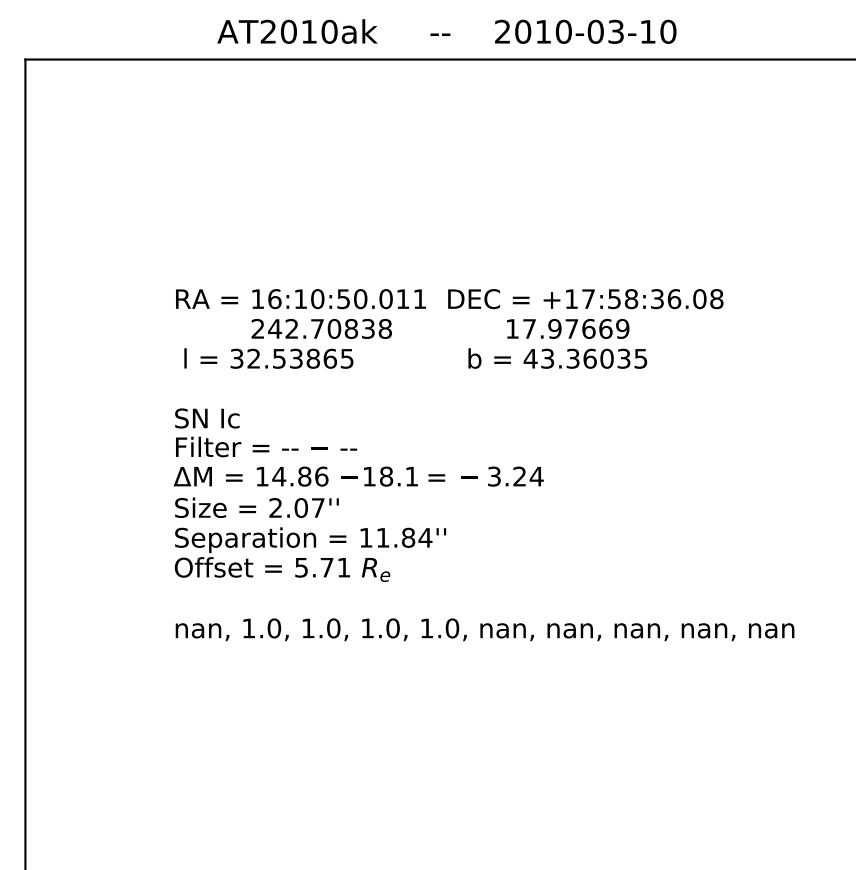 AT2010ak -- 2010-03-10
RA = 16:10:50.011 DEC = +17:58:36.08
242.70838 17.97669
l = 32.53865 b = 43.36035
SN Ic
Filter = -- − --
ΔM = 14.86 −18.1 = − 3.24
Size = 2.07''
Separation = 11.84''
Offset = 5.71 Rₑ
nan, 1.0, 1.0, 1.0, 1.0, nan, nan, nan, nan, nan